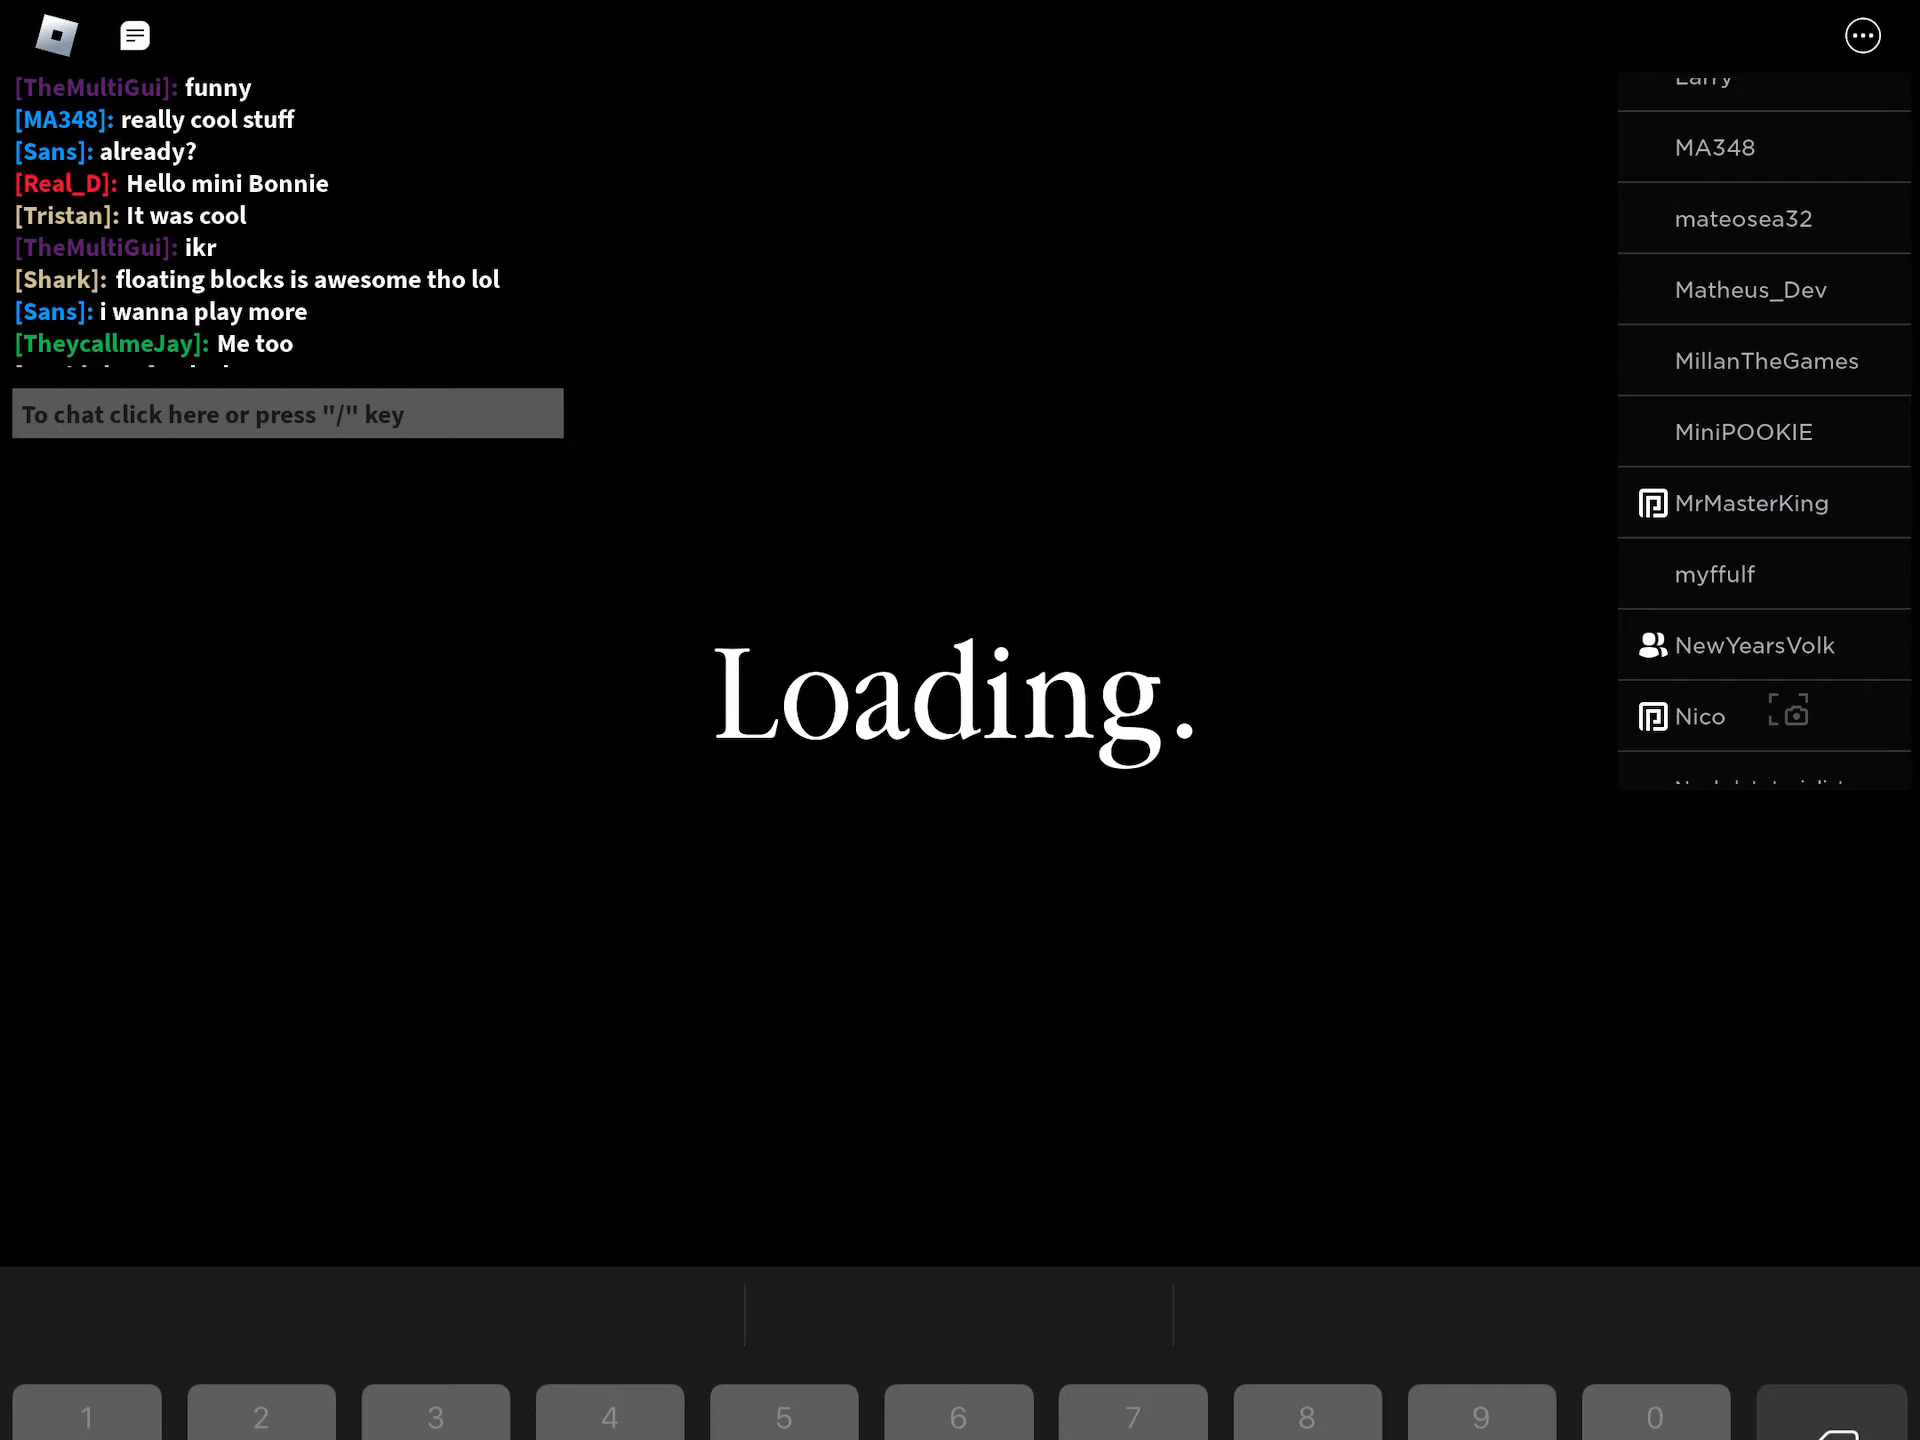 [TheMultiGui]: funny
[MA348]: really cool stuff
[Sans]: already?
[Real_D]: Hello mini Bonnie
[Tristan]: It was cool
[TheMultiGui]: ikr
[Shark]: floating blocks is awesome tho lol
[Sans]: i wanna play more
[TheycallmeJay]: Me too
To chat click here or press "/" key
Larry
MA348
mateosea32
Matheus_Dev
MillanTheGames
MiniPOOKIE
MrMasterKing
myffulf
NewYearsVolk
Nico
Loading.
1 2 3 4 5 6 7 8 9 0